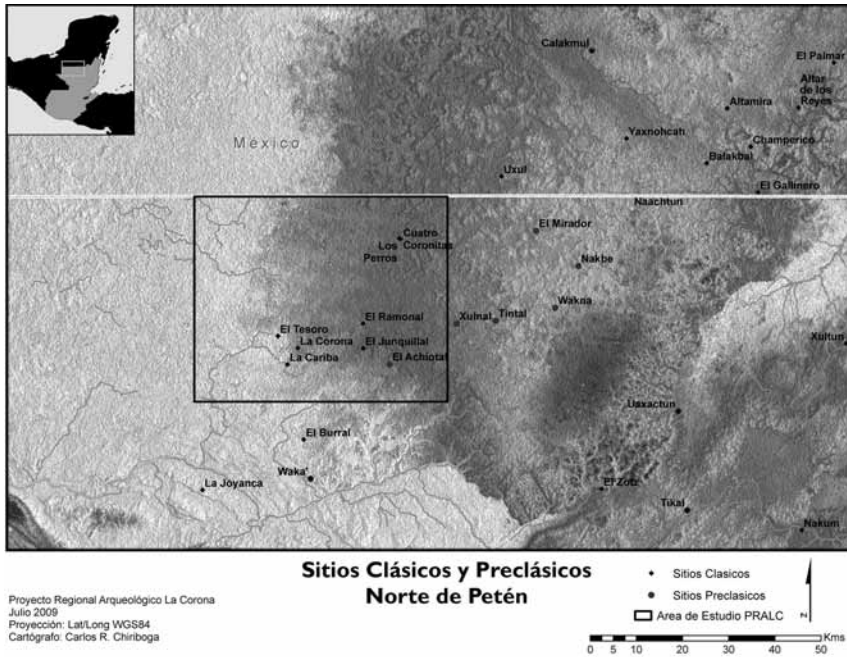 Calakmul
El Palmar
Altar
de los
Reyes
Altamira
México
Yaxnohcah
Champerico
Balakbal
Uxul
El Gallinero
Naachtun
Cuatro
Coronitas
Los
Perros
El Mirador
Nakbe
Wakna
El Ramonal
Xulnal
Tintal
El Tesoro
La Corona
El Junquillal
La Cariba
El Achiotal
Xultun
Uaxactun
El Burral
Waka'
La Joyanca
El Zotz
Tikal
Nakum
Sitios Clásicos y Preclásicos
Norte de Petén
Proyecto Regional Arqueológico La Corona
Julio 2009
Proyección: Lat/Long WGS84
Cartógrafo: Carlos R. Chiriboga
Sitios Clasicos
Sitios Preclasicos
Area de Estudio PRALC
N
Kms
0 5 10 20 30 40 50